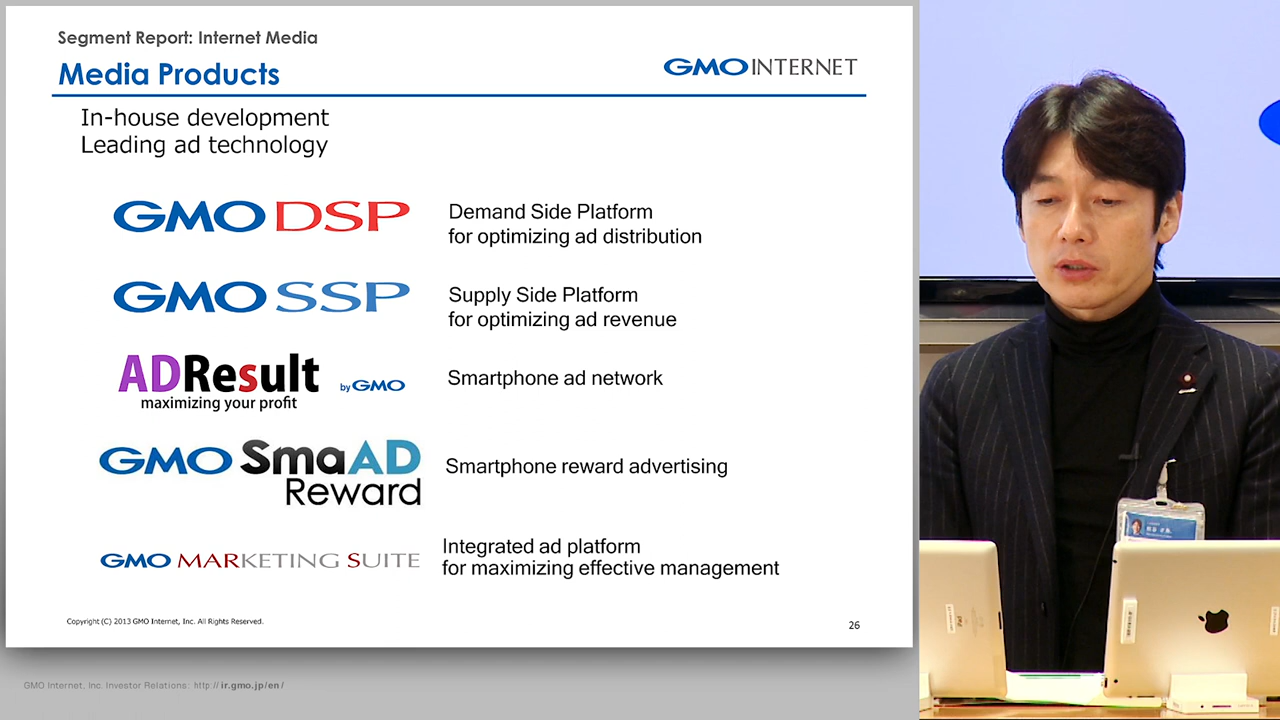 Segment Report: Internet Media
Media Products
GMO INTERNET
In-house development
Leading ad technology
GMO DSP
Demand Side Platform
for optimizing ad distribution
GMO SSP
Supply Side Platform
for optimizing ad revenue
ADResult by GMO
maximizing your profit
Smartphone ad network
GMO SmaAD
Reward
Smartphone reward advertising
GMO MARKETING SUITE
Integrated ad platform
for maximizing effective management
Copyright (C) 2013 GMO Internet, Inc. All Rights Reserved.
26
GMO Internet, Inc. Investor Relations: http://ir.gmo.jp/en/